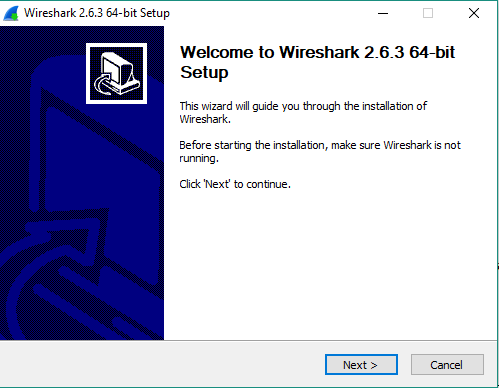 Wireshark 2.6.3 64-bit Setup
Welcome to Wireshark 2.6.3 64-bit
Setup
This wizard will guide you through the installation of
Wireshark.
Before starting the installation, make sure Wireshark is not
running.
Click 'Next' to continue.
Next >
Cancel